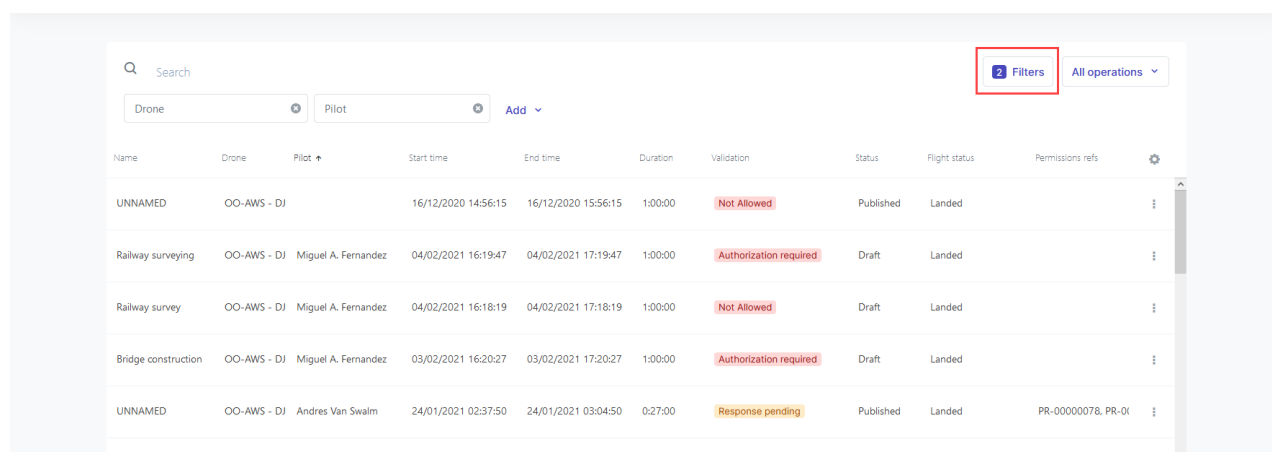 Search
2 Filters
All operations
Drone
Pilot
Add
Name Drone Pilot Start time End time Duration Validation Status Flight status Permissions refs
UNNAMED OO-AWS - DJ 16/12/2020 14:56:15 16/12/2020 15:56:15 1:00:00 Not Allowed Published Landed
Railway surveying OO-AWS - DJ Miguel A. Fernandez 04/02/2021 16:19:47 04/02/2021 17:19:47 1:00:00 Authorization required Draft Landed
Railway survey OO-AWS - DJ Miguel A. Fernandez 04/02/2021 16:18:19 04/02/2021 17:18:19 1:00:00 Not Allowed Draft Landed
Bridge construction OO-AWS - DJ Miguel A. Fernandez 03/02/2021 16:20:27 03/02/2021 17:20:27 1:00:00 Authorization required Draft Landed
UNNAMED OO-AWS - DJ Andres Van Swalm 24/01/2021 02:37:50 24/01/2021 03:04:50 0:27:00 Response pending Published Landed PR-00000078, PR-0(